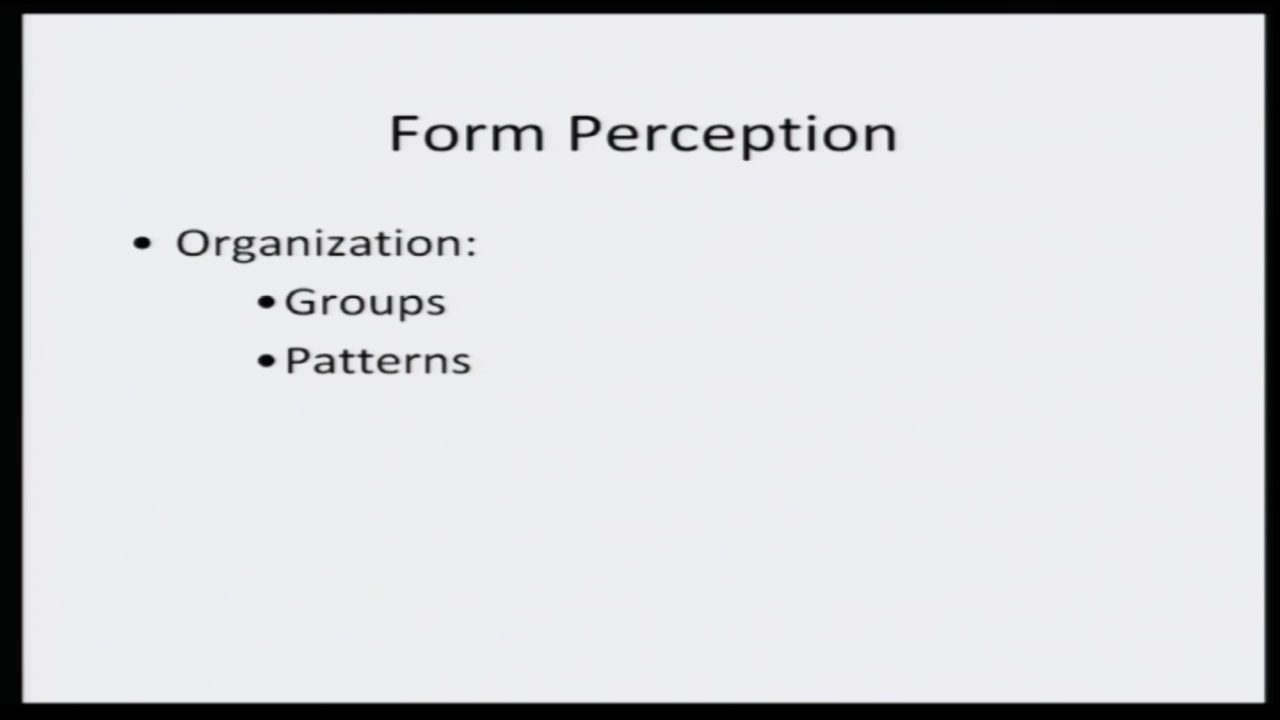 Form Perception
• Organization:
• Groups
• Patterns